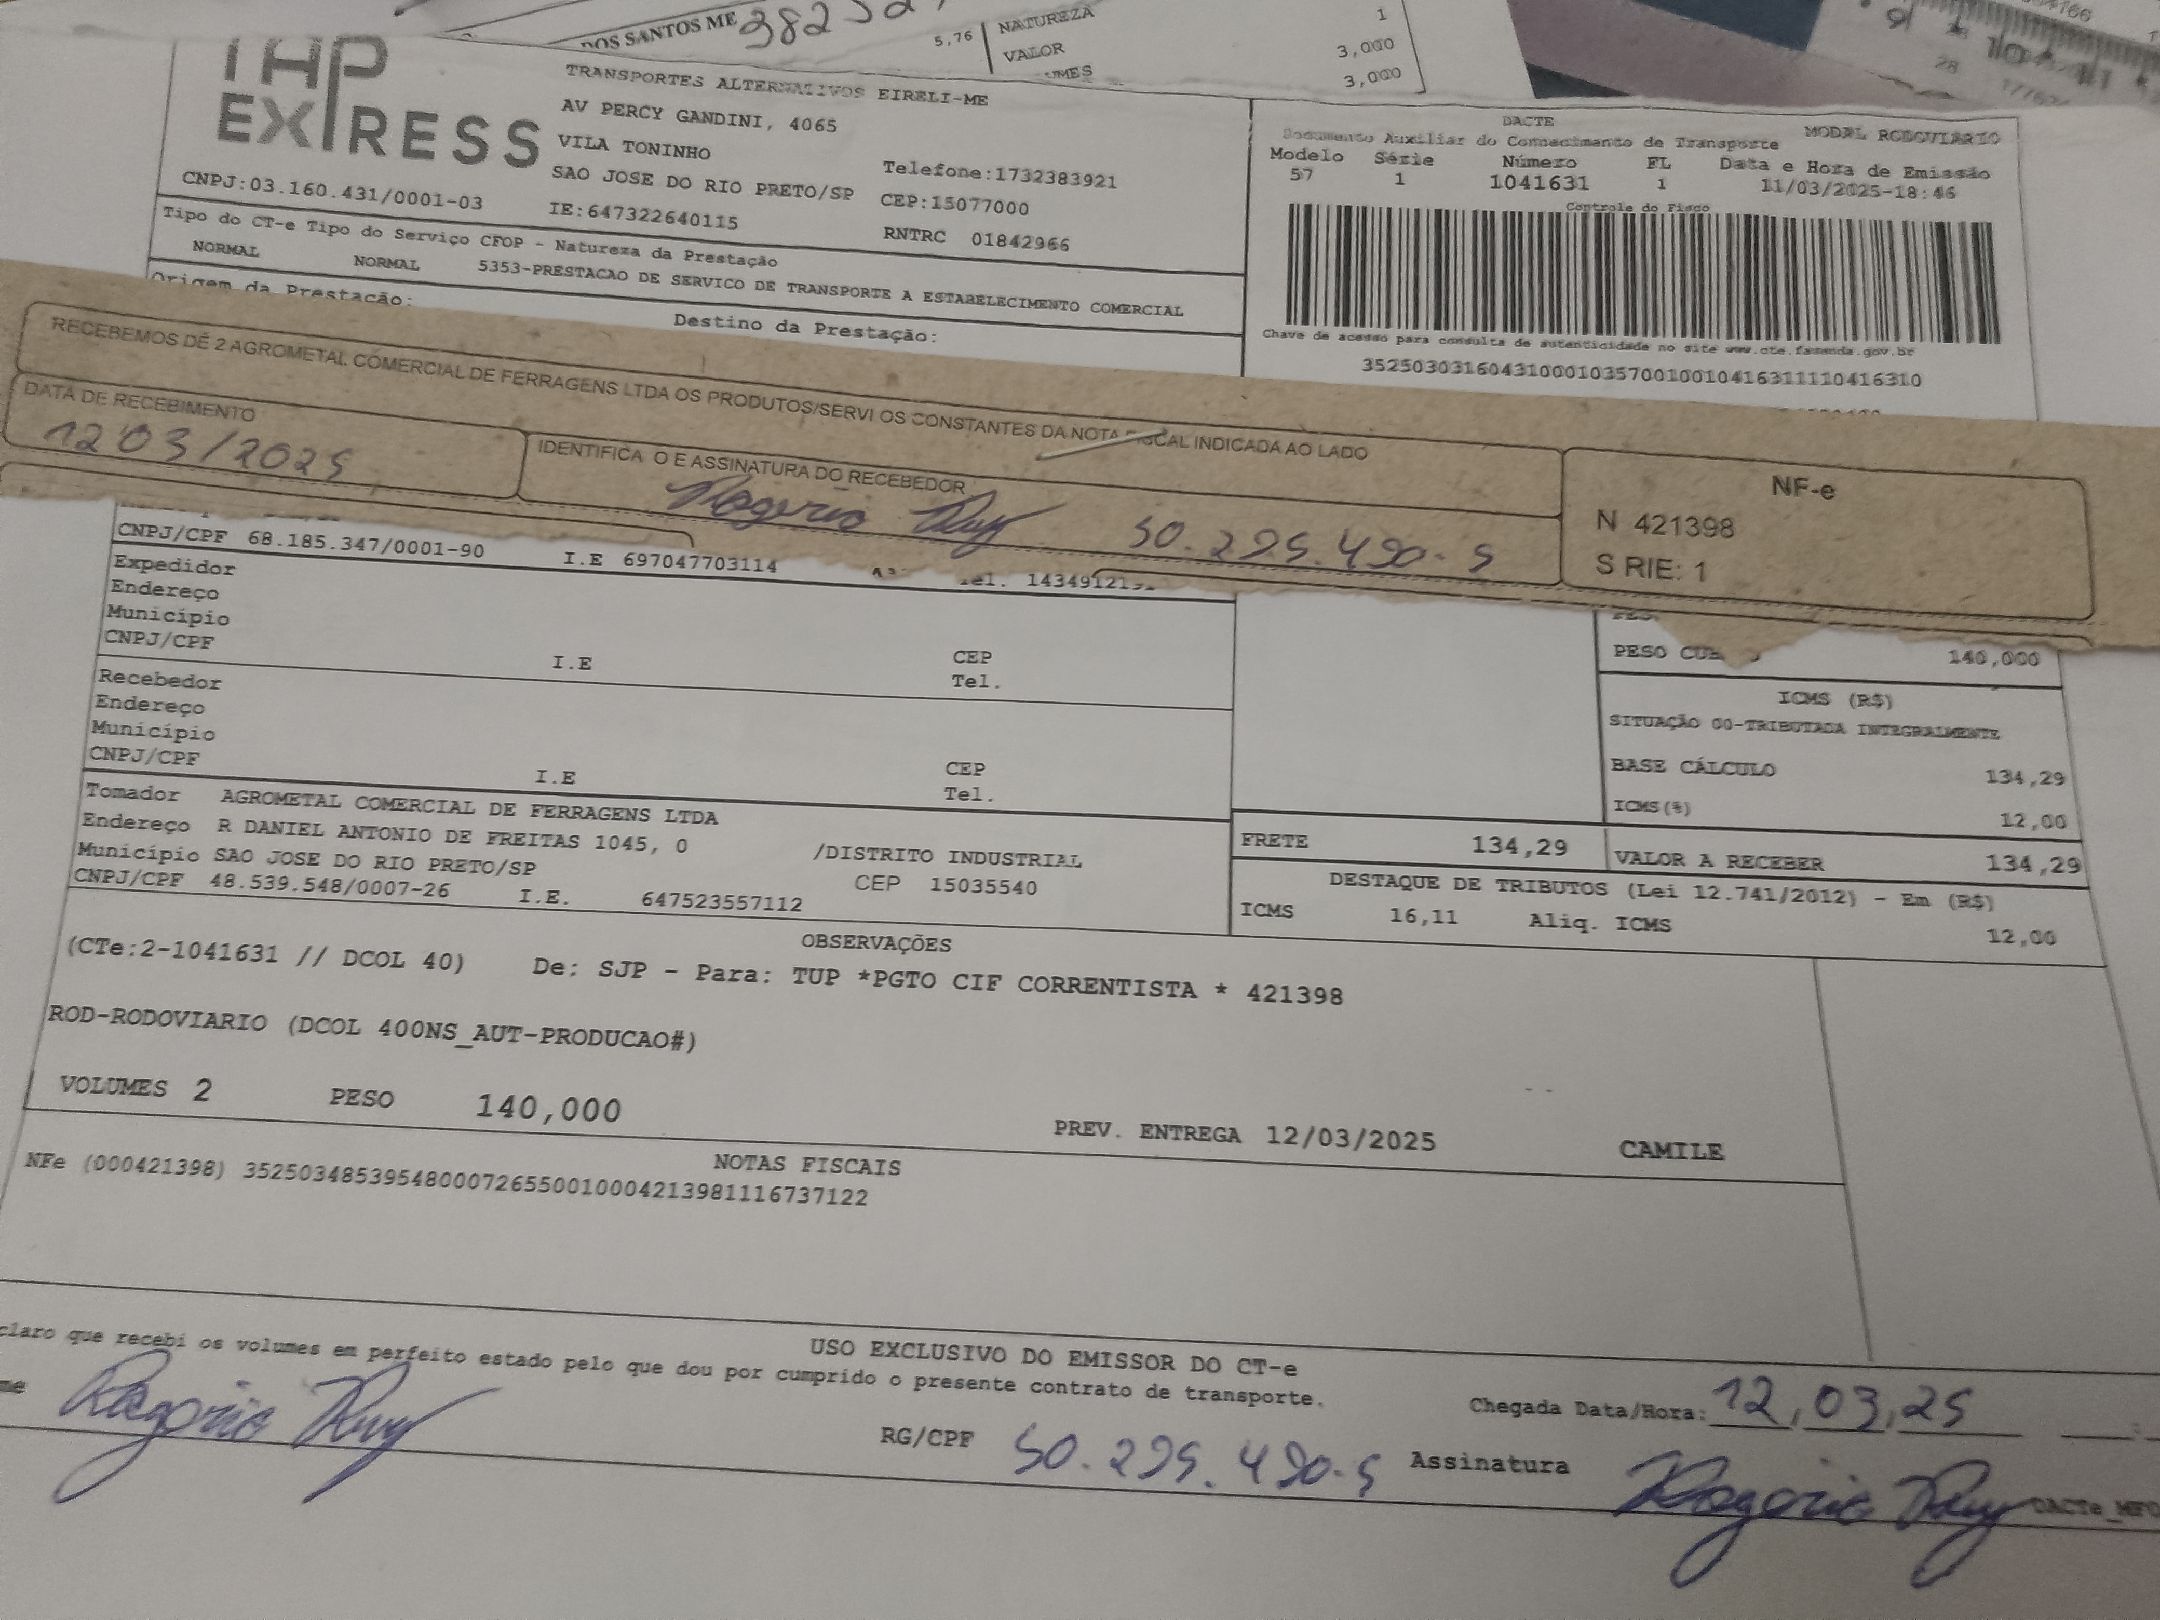 DOS SANTOS ME
5,76
NATUREZA 1
VALOR 3,000
UMES 3,000
THP
EXPRESS
TRANSPORTES ALTERNATIVOS EIRELI-ME
AV PERCY GANDINI, 4065
VILA TONINHO
SAO JOSE DO RIO PRETO/SP
Telefone:1732383921
CEP:15077000
CNPJ:03.160.431/0001-03
IE:647322640115
RNTRC 01842966
Tipo do CT-e Tipo do Serviço CFOP - Natureza da Prestação
NORMAL NORMAL 5353-PRESTACAO DE SERVICO DE TRANSPORTE A ESTABELECIMENTO COMERCIAL
Origem da Prestação:
Destino da Prestação:
DACTE MODAL RODOVIARIO
Documento Auxiliar do Conhecimento de Transporte
Modelo Série Número FL Data e Hora de Emissão
57 1 1041631 1 11/03/2025-18:46
Controle do Fisco
Chave de acesso para consulta de autenticidade no site www.cte.fazenda.gov.br
35250303160431000103570010010416311110416310
RECEBEMOS DE 2 AGROMETAL COMERCIAL DE FERRAGENS LTDA OS PRODUTOS/SERVI OS CONSTANTES DA NOTA FISCAL INDICADA AO LADO
DATA DE RECEBIMENTO
12 03/2025
IDENTIFICA O E ASSINATURA DO RECEBEDOR
Rogerio Ruy 50.295.490-5
NF-e
N 421398
S RIE: 1
CNPJ/CPF 68.185.347/0001-90 I.E 697047703114
Expedidor
Endereço
Município CEP
CNPJ/CPF I.E Tel.
Recebedor
Endereço
Município CEP
CNPJ/CPF I.E Tel.
PESO 140,000
ICMS (R$)
SITUAÇÃO 00-TRIBUTADA INTEGRALMENTE
BASE CÁLCULO 134,29
ICMS(%) 12,00
Tomador AGROMETAL COMERCIAL DE FERRAGENS LTDA
Endereço R DANIEL ANTONIO DE FREITAS 1045, 0 /DISTRITO INDUSTRIAL
Município SAO JOSE DO RIO PRETO/SP CEP 15035540
CNPJ/CPF 48.539.548/0007-26 I.E. 647523557112
FRETE 134,29 VALOR A RECEBER 134,29
DESTAQUE DE TRIBUTOS (Lei 12.741/2012) - Em (R$)
ICMS 16,11 Aliq. ICMS 12,00
OBSERVAÇÕES
(CTe:2-1041631 // DCOL 40) De: SJP - Para: TUP *PGTO CIF CORRENTISTA * 421398
ROD-RODOVIARIO (DCOL 400NS_AUT-PRODUCAO#)
VOLUMES 2 PESO 140,000 PREV. ENTREGA 12/03/2025 CAMILE
NOTAS FISCAIS
NFe (000421398) 35250348539548000726550010004213981116737122
USO EXCLUSIVO DO EMISSOR DO CT-e
claro que recebi os volumes em perfeito estado pelo que dou por cumprido o presente contrato de transporte.
me Rogerio Ruy RG/CPF 50.295.490-5
Chegada Data/Hora: 12,03,25
Assinatura Rogerio Ruy